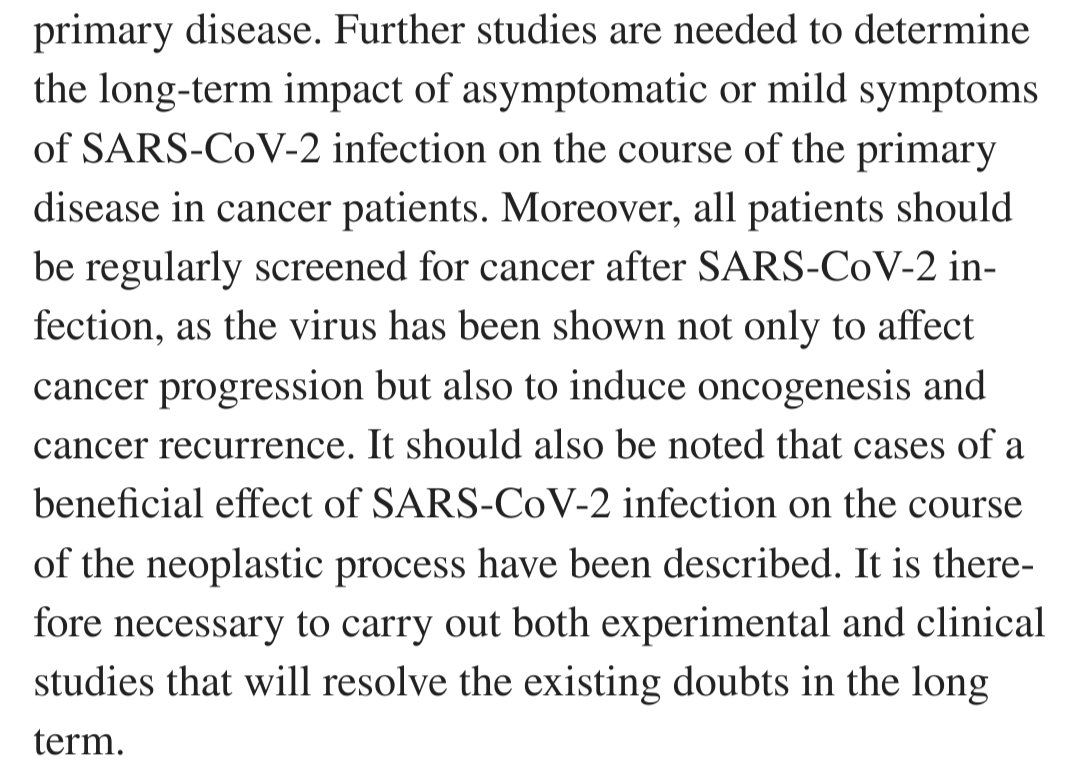 primary disease. Further studies are needed to determine
the long-term impact of asymptomatic or mild symptoms
of SARS-CoV-2 infection on the course of the primary
disease in cancer patients. Moreover, all patients should
be regularly screened for cancer after SARS-CoV-2 in-
fection, as the virus has been shown not only to affect
cancer progression but also to induce oncogenesis and
cancer recurrence. It should also be noted that cases of a
beneficial effect of SARS-CoV-2 infection on the course
of the neoplastic process have been described. It is there-
fore necessary to carry out both experimental and clinical
studies that will resolve the existing doubts in the long
term.